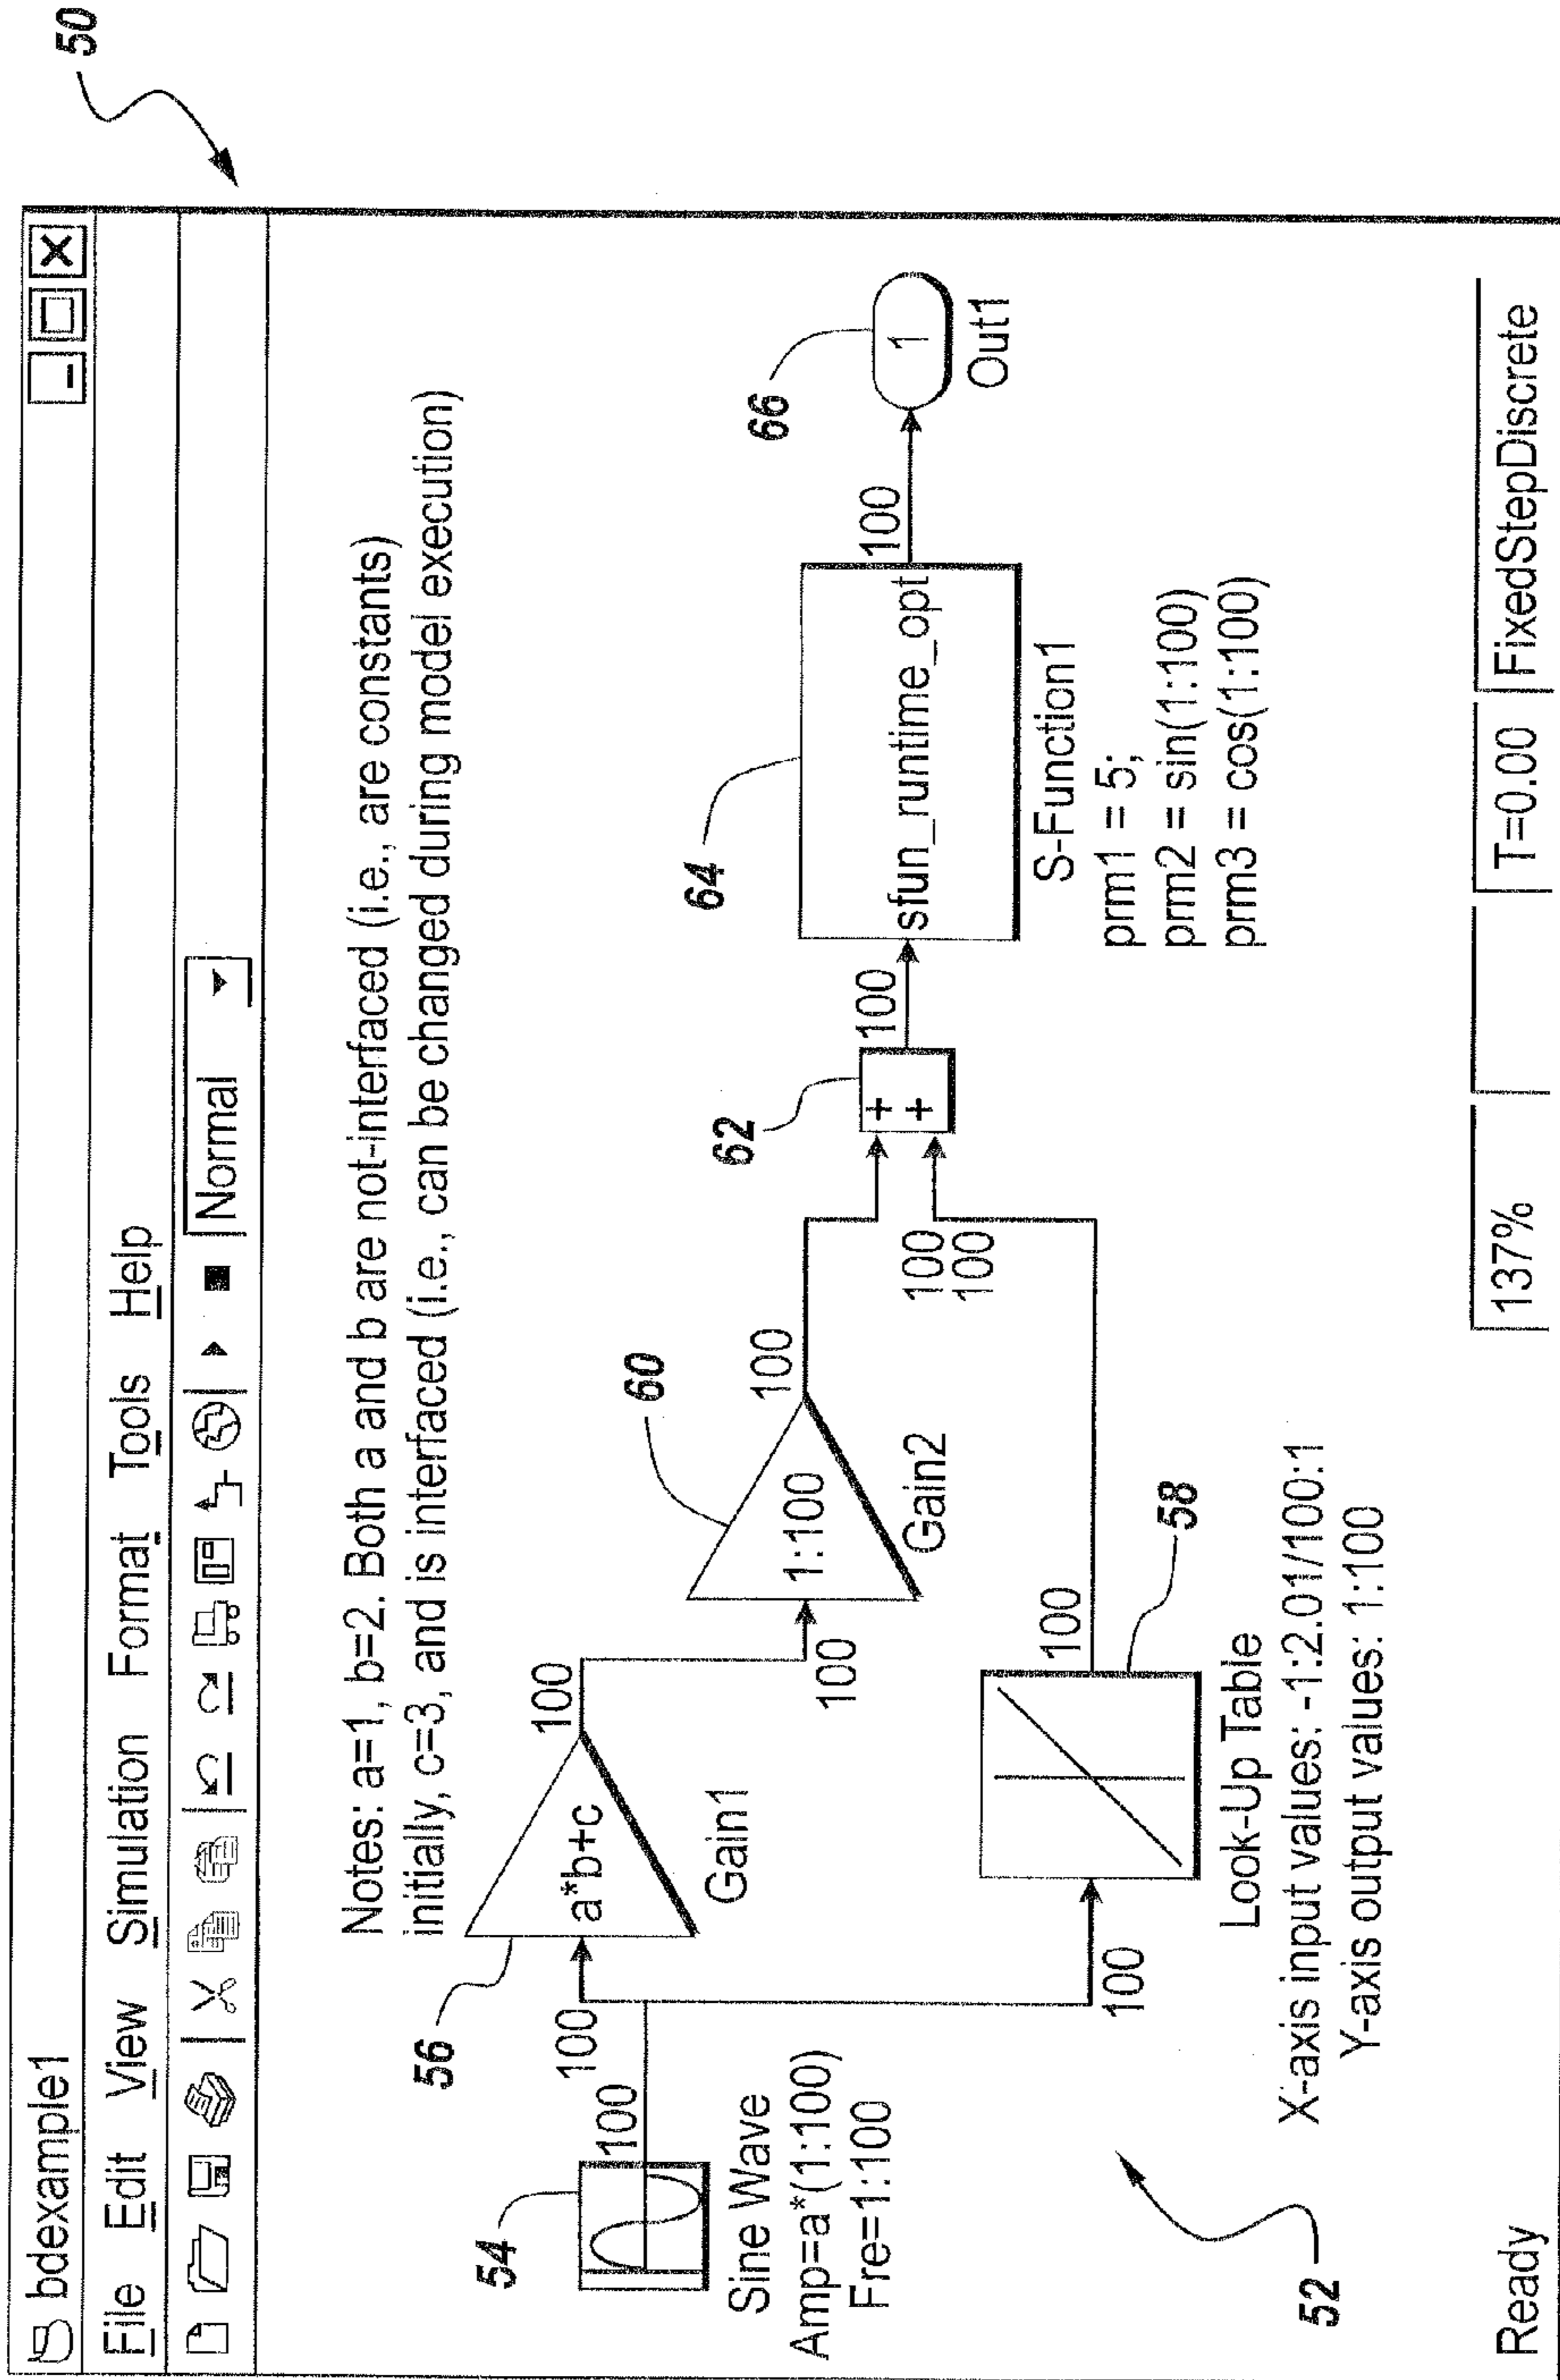 50
bdexample1
File Edit View Simulation Format Tools Help
Normal
Notes: a=1, b=2. Both a and b are not-interfaced (i.e., are constants)
initially, c=3, and is interfaced (i.e., can be changed during model execution)
54
100
Sine Wave
Amp=a*(1:100)
Fre=1:100
56
100
a*b+c
100
Gain1
60
100
1:100
100
Gain2
100
58
100
Look-Up Table
X-axis input values: -1:2.01/100:1
Y-axis output values: 1:100
62
100
100
+
+
100
64
sfun_runtime_opt
100
S-Function1
prm1 = 5;
prm2 = sin(1:100)
prm3 = cos(1:100)
66
1
Out1
52
Ready
137%
T=0.00
FixedStepDiscrete